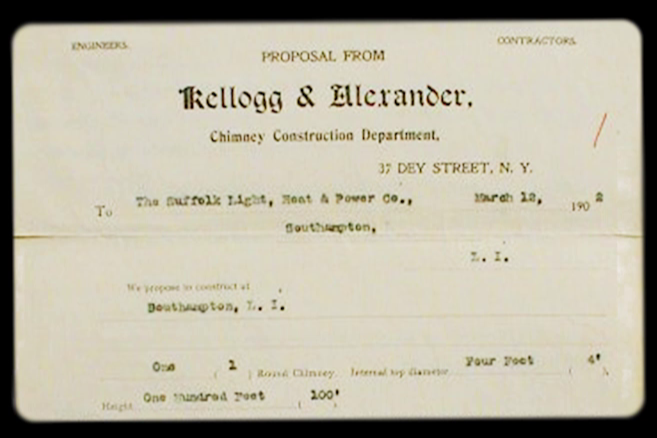 ENGINEERS. CONTRACTORS.
PROPOSAL FROM
Kellogg & Alexander,
Chimney Construction Department,
37 DEY STREET, N. Y.
To The Suffolk Light, Heat & Power Co., March 12, 1902
Southampton,
L. I.
We propose to construct at
Southampton, L. I.
One ( 1 ) Round Chimney. Internal top diameter Four Feet ( 4' ),
Height One Hundred Feet ( 100'